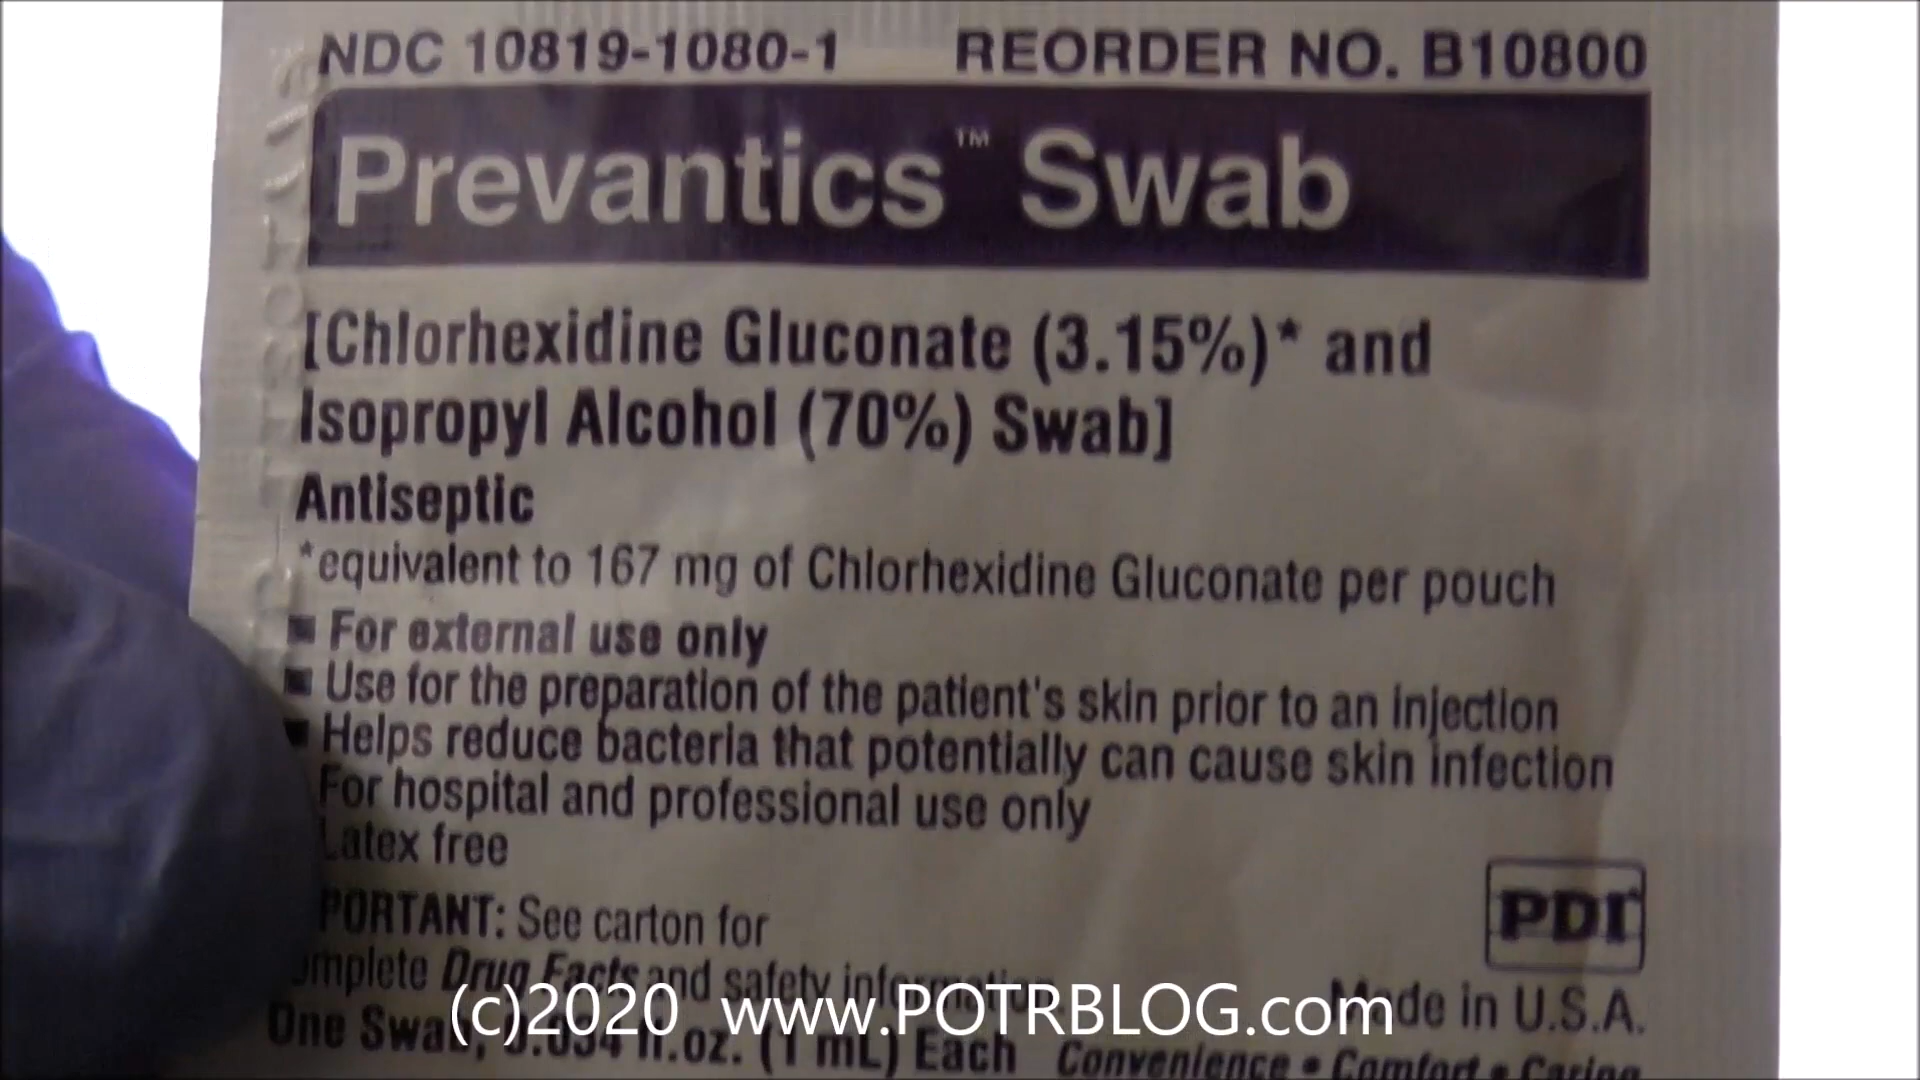 NDC 10819-1080-1 REORDER NO. B10800
Prevantics™ Swab
[Chlorhexidine Gluconate (3.15%)* and
Isopropyl Alcohol (70%) Swab]
Antiseptic
*equivalent to 167 mg of Chlorhexidine Gluconate per pouch
■ For external use only
■ Use for the preparation of the patient's skin prior to an injection
■ Helps reduce bacteria that potentially can cause skin infection
For hospital and professional use only
Latex free
PORTANT: See carton for
omplete Drug Facts and safety information
PDI
Made in U.S.A.
One Swab, 0.034 fl.oz. (1 mL) Each
Convenience • Comfort • Caring
(c)2020 www.POTRBLOG.com